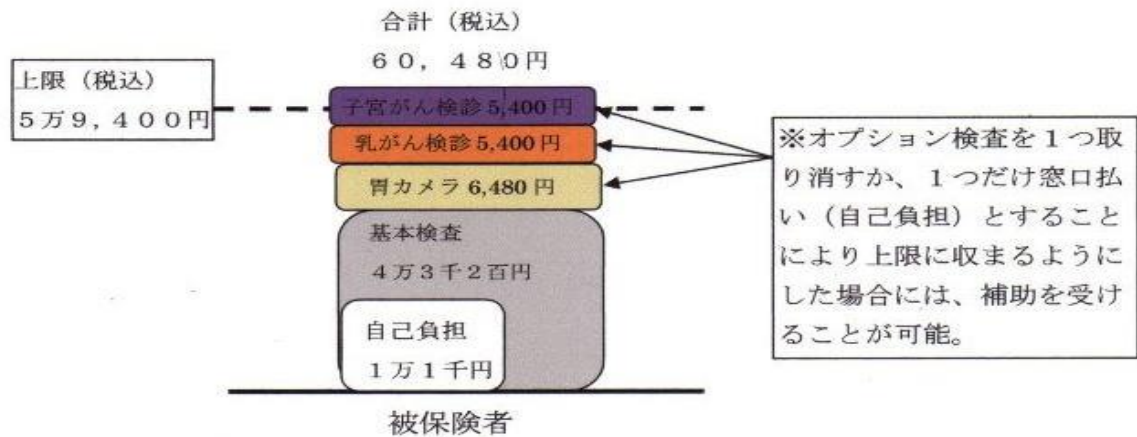 合計（税込）
６０，４８０円
上限（税込）
５万９，４００円
子宮がん検診 5,400 円
乳がん検診 5,400 円
胃カメラ 6,480 円
基本検査
４万３千２百円
自己負担
１万１千円
被保険者
※オプション検査を１つ取
り消すか、１つだけ窓口払
い（自己負担）とすること
により上限に収まるように
した場合には、補助を受け
ることが可能。